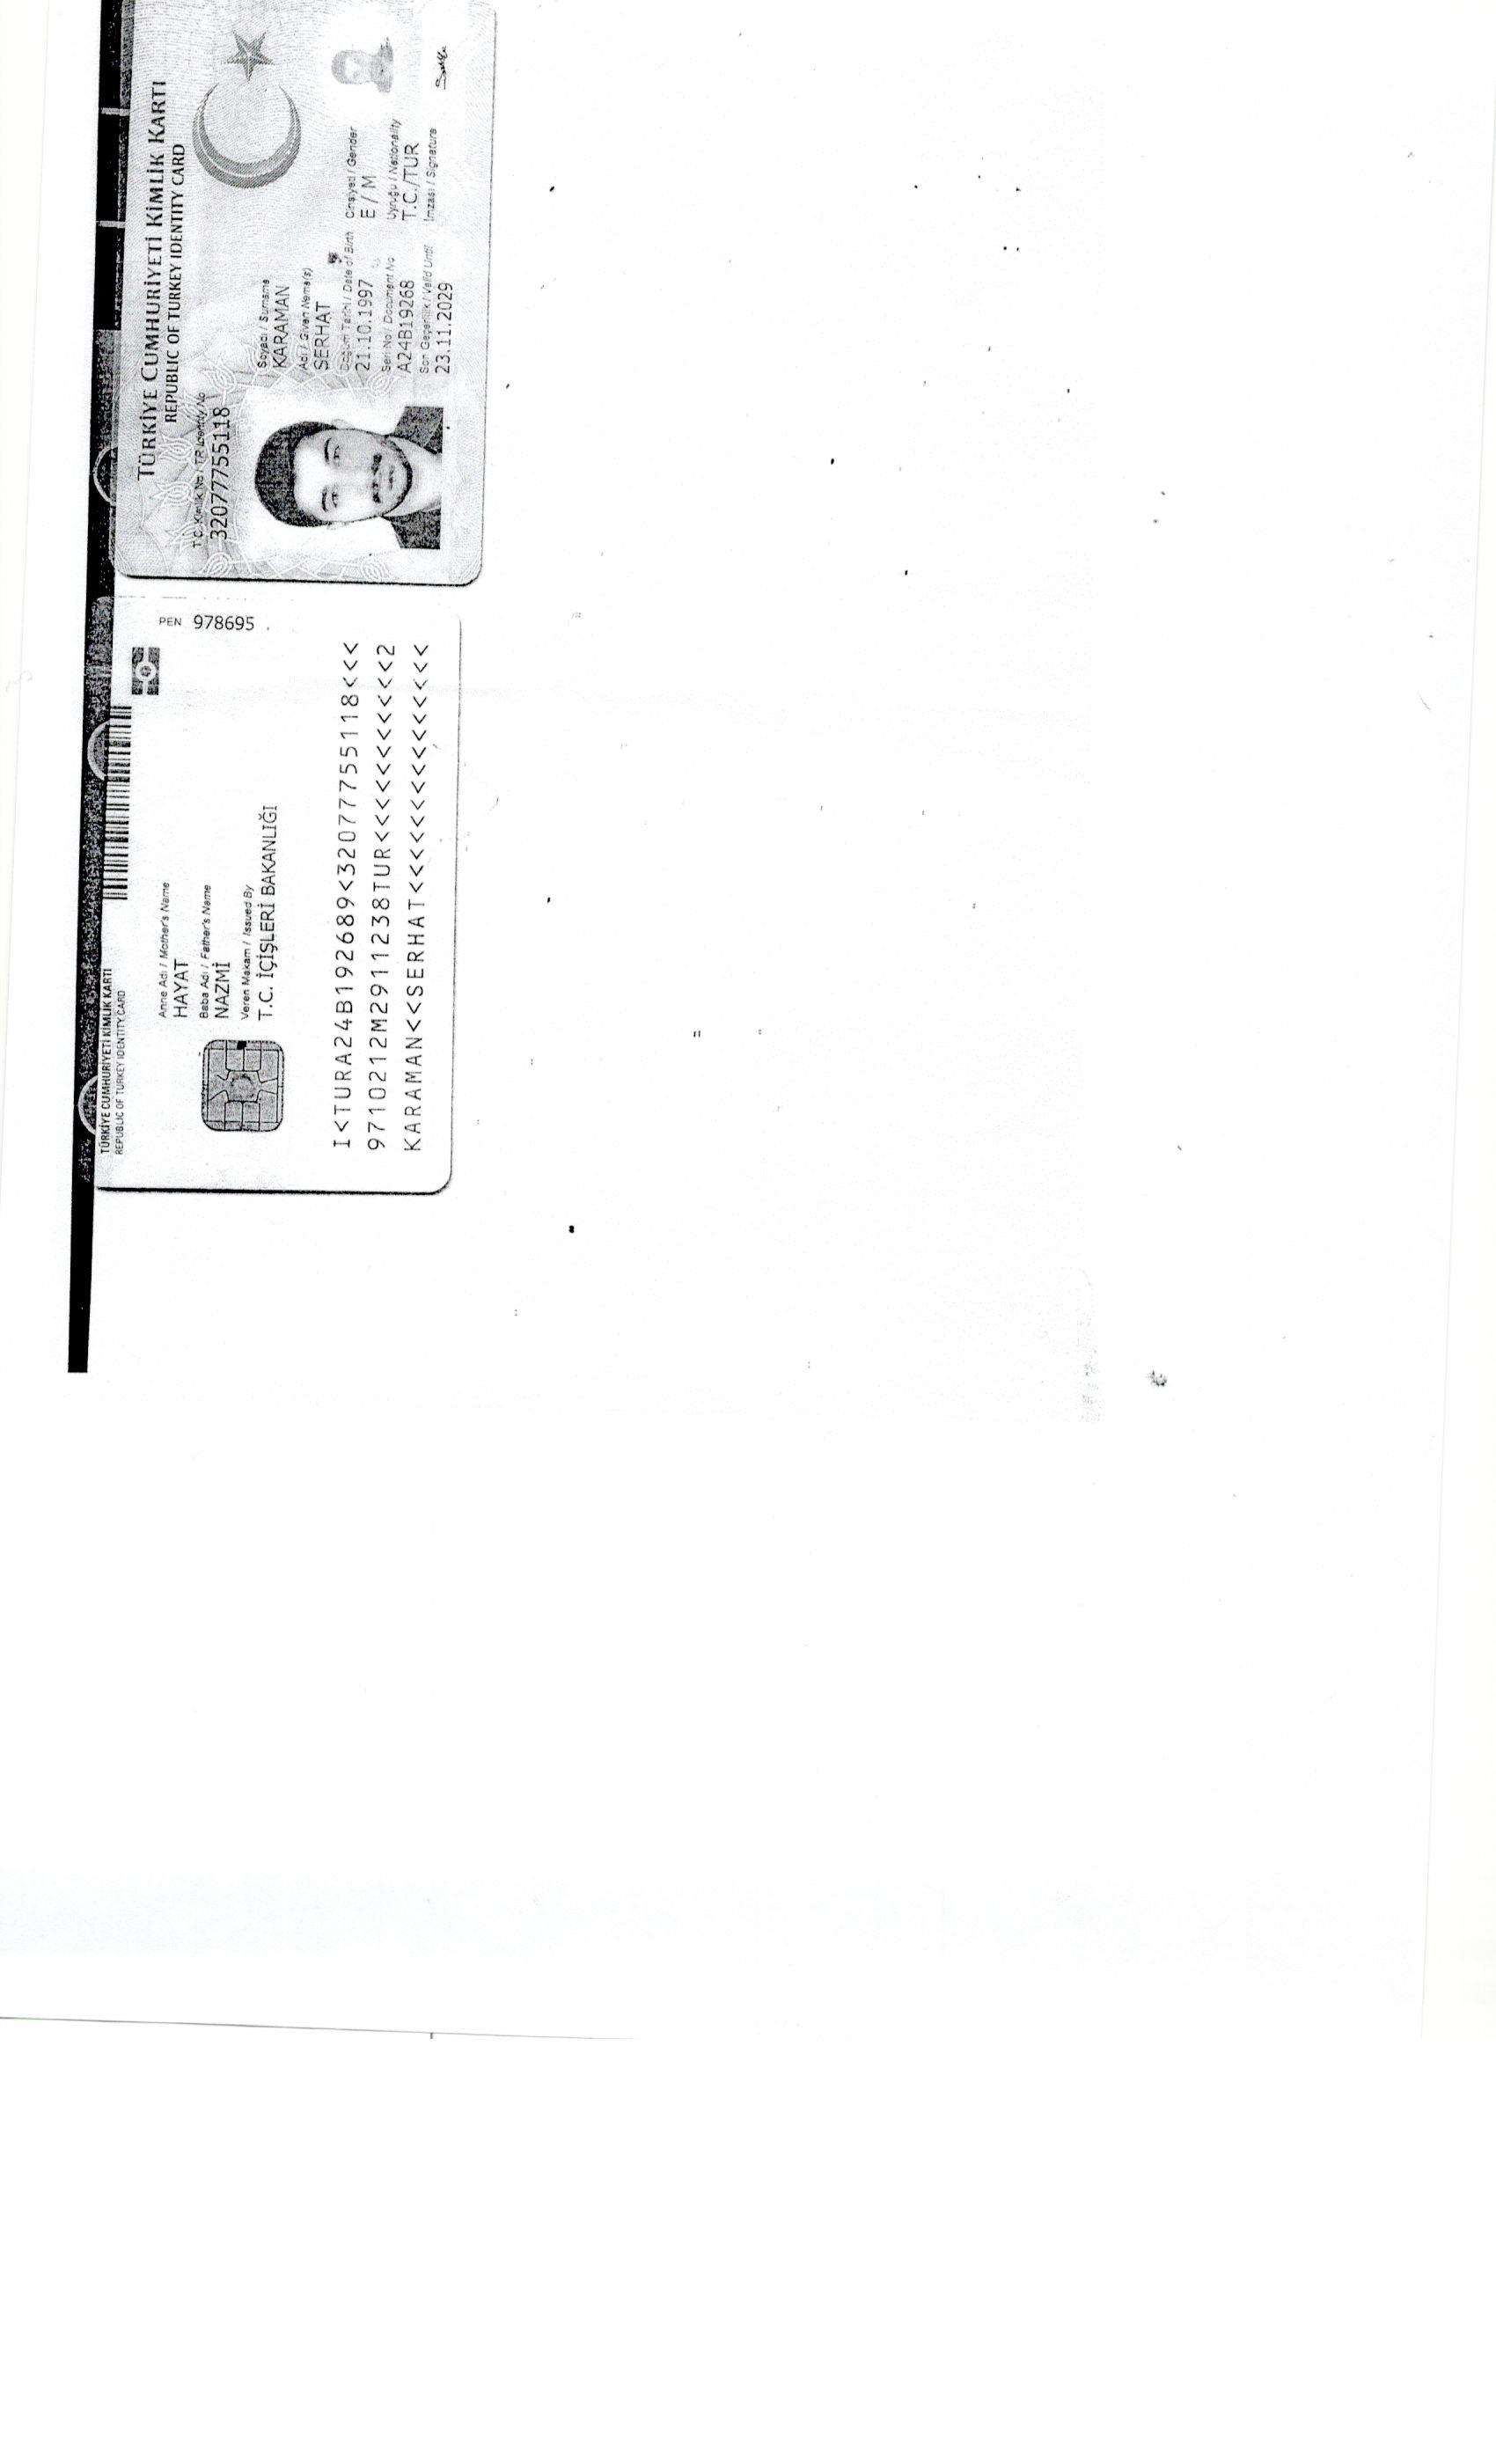 TÜRKİYE CUMHURİYETİ KİMLİK KARTI
REPUBLIC OF TURKEY IDENTITY CARD
T.C. Kimlik No / TR Identity No
32077755118
Soyadı / Surname
KARAMAN
Adı / Given Name(s)
SERHAT
Doğum Tarihi / Date of Birth Cinsiyeti / Gender
21.10.1997 E / M
Seri No / Document No Uyruğu / Nationality
A24B19268 T.C./TUR
Son Geçerlilik / Valid Until İmzası / Signature
23.11.2029
TÜRKİYE CUMHURİYETİ KİMLİK KARTI
REPUBLIC OF TURKEY IDENTITY CARD
PEN 978695
Anne Adı / Mother's Name
HAYAT
Baba Adı / Father's Name
NAZMİ
Veren Makam / Issued By
T.C. İÇİŞLERİ BAKANLIĞI
I<TURA24B192689<32077755118<<<
9710212M2911238TUR<<<<<<<<<<<2
KARAMAN<<SERHAT<<<<<<<<<<<<<<<